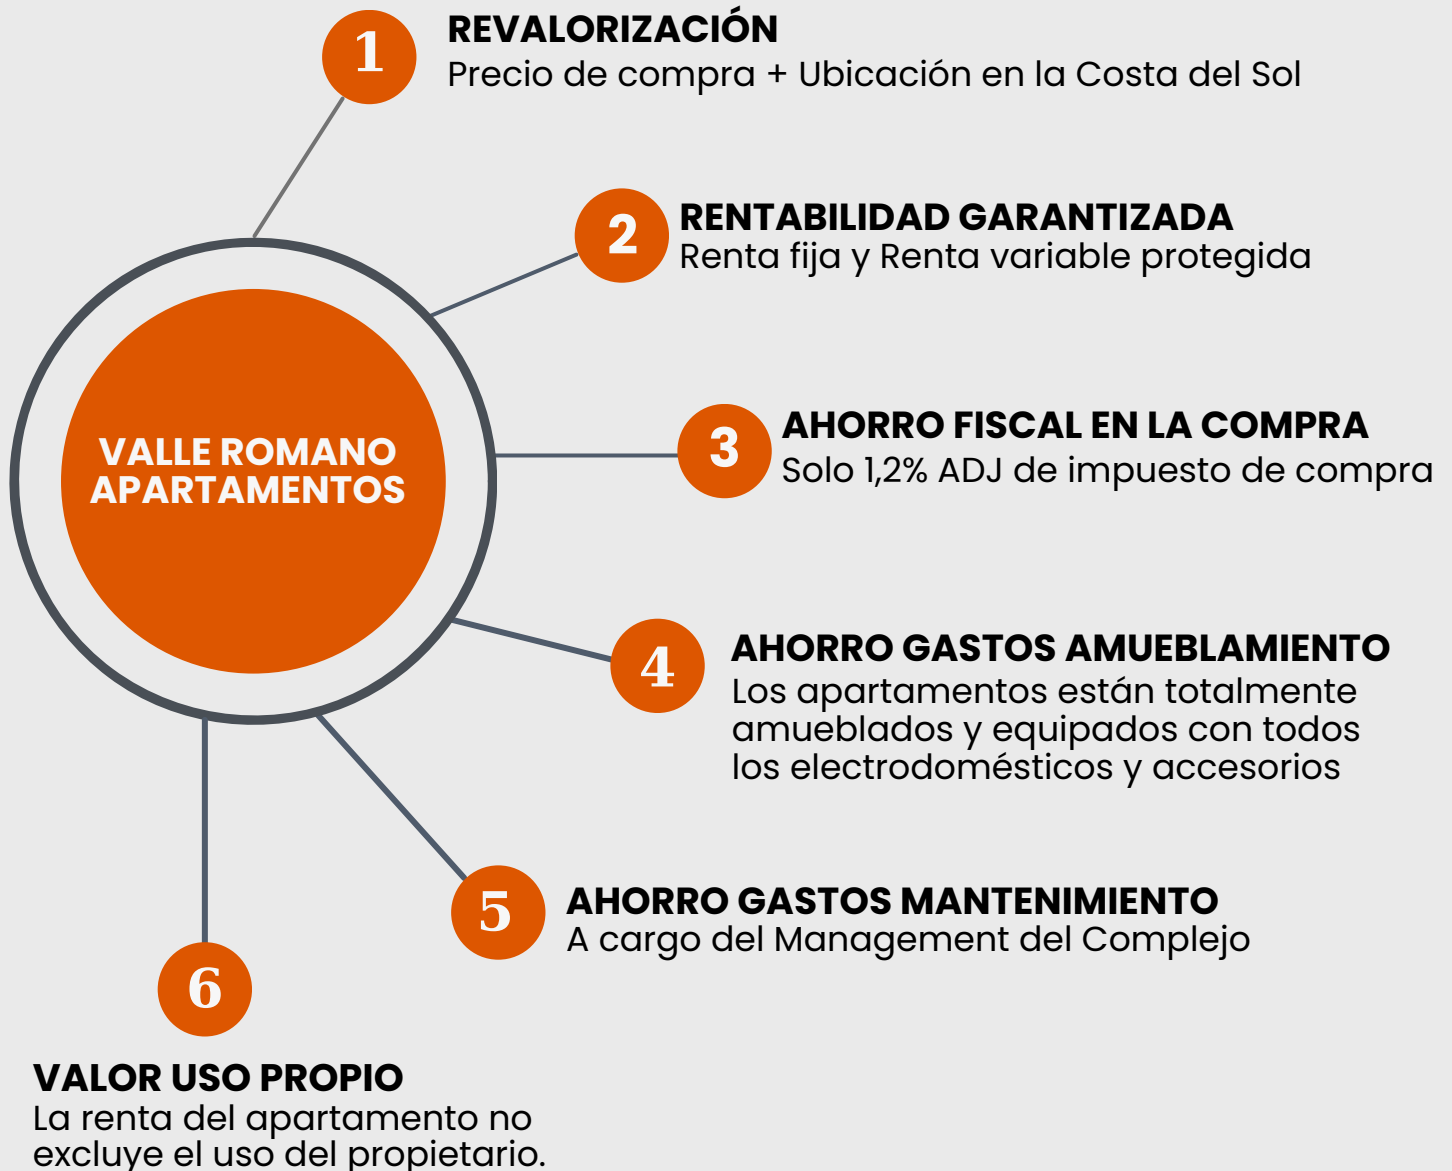 1
REVALORIZACIÓN
Precio de compra + Ubicación en la Costa del Sol
2
RENTABILIDAD GARANTIZADA
Renta fija y Renta variable protegida
VALLE ROMANO
APARTAMENTOS
3
AHORRO FISCAL EN LA COMPRA
Solo 1,2% ADJ de impuesto de compra
4
AHORRO GASTOS AMUEBLAMIENTO
Los apartamentos están totalmente
amueblados y equipados con todos
los electrodomésticos y accesorios
5
AHORRO GASTOS MANTENIMIENTO
A cargo del Management del Complejo
6
VALOR USO PROPIO
La renta del apartamento no
excluye el uso del propietario.